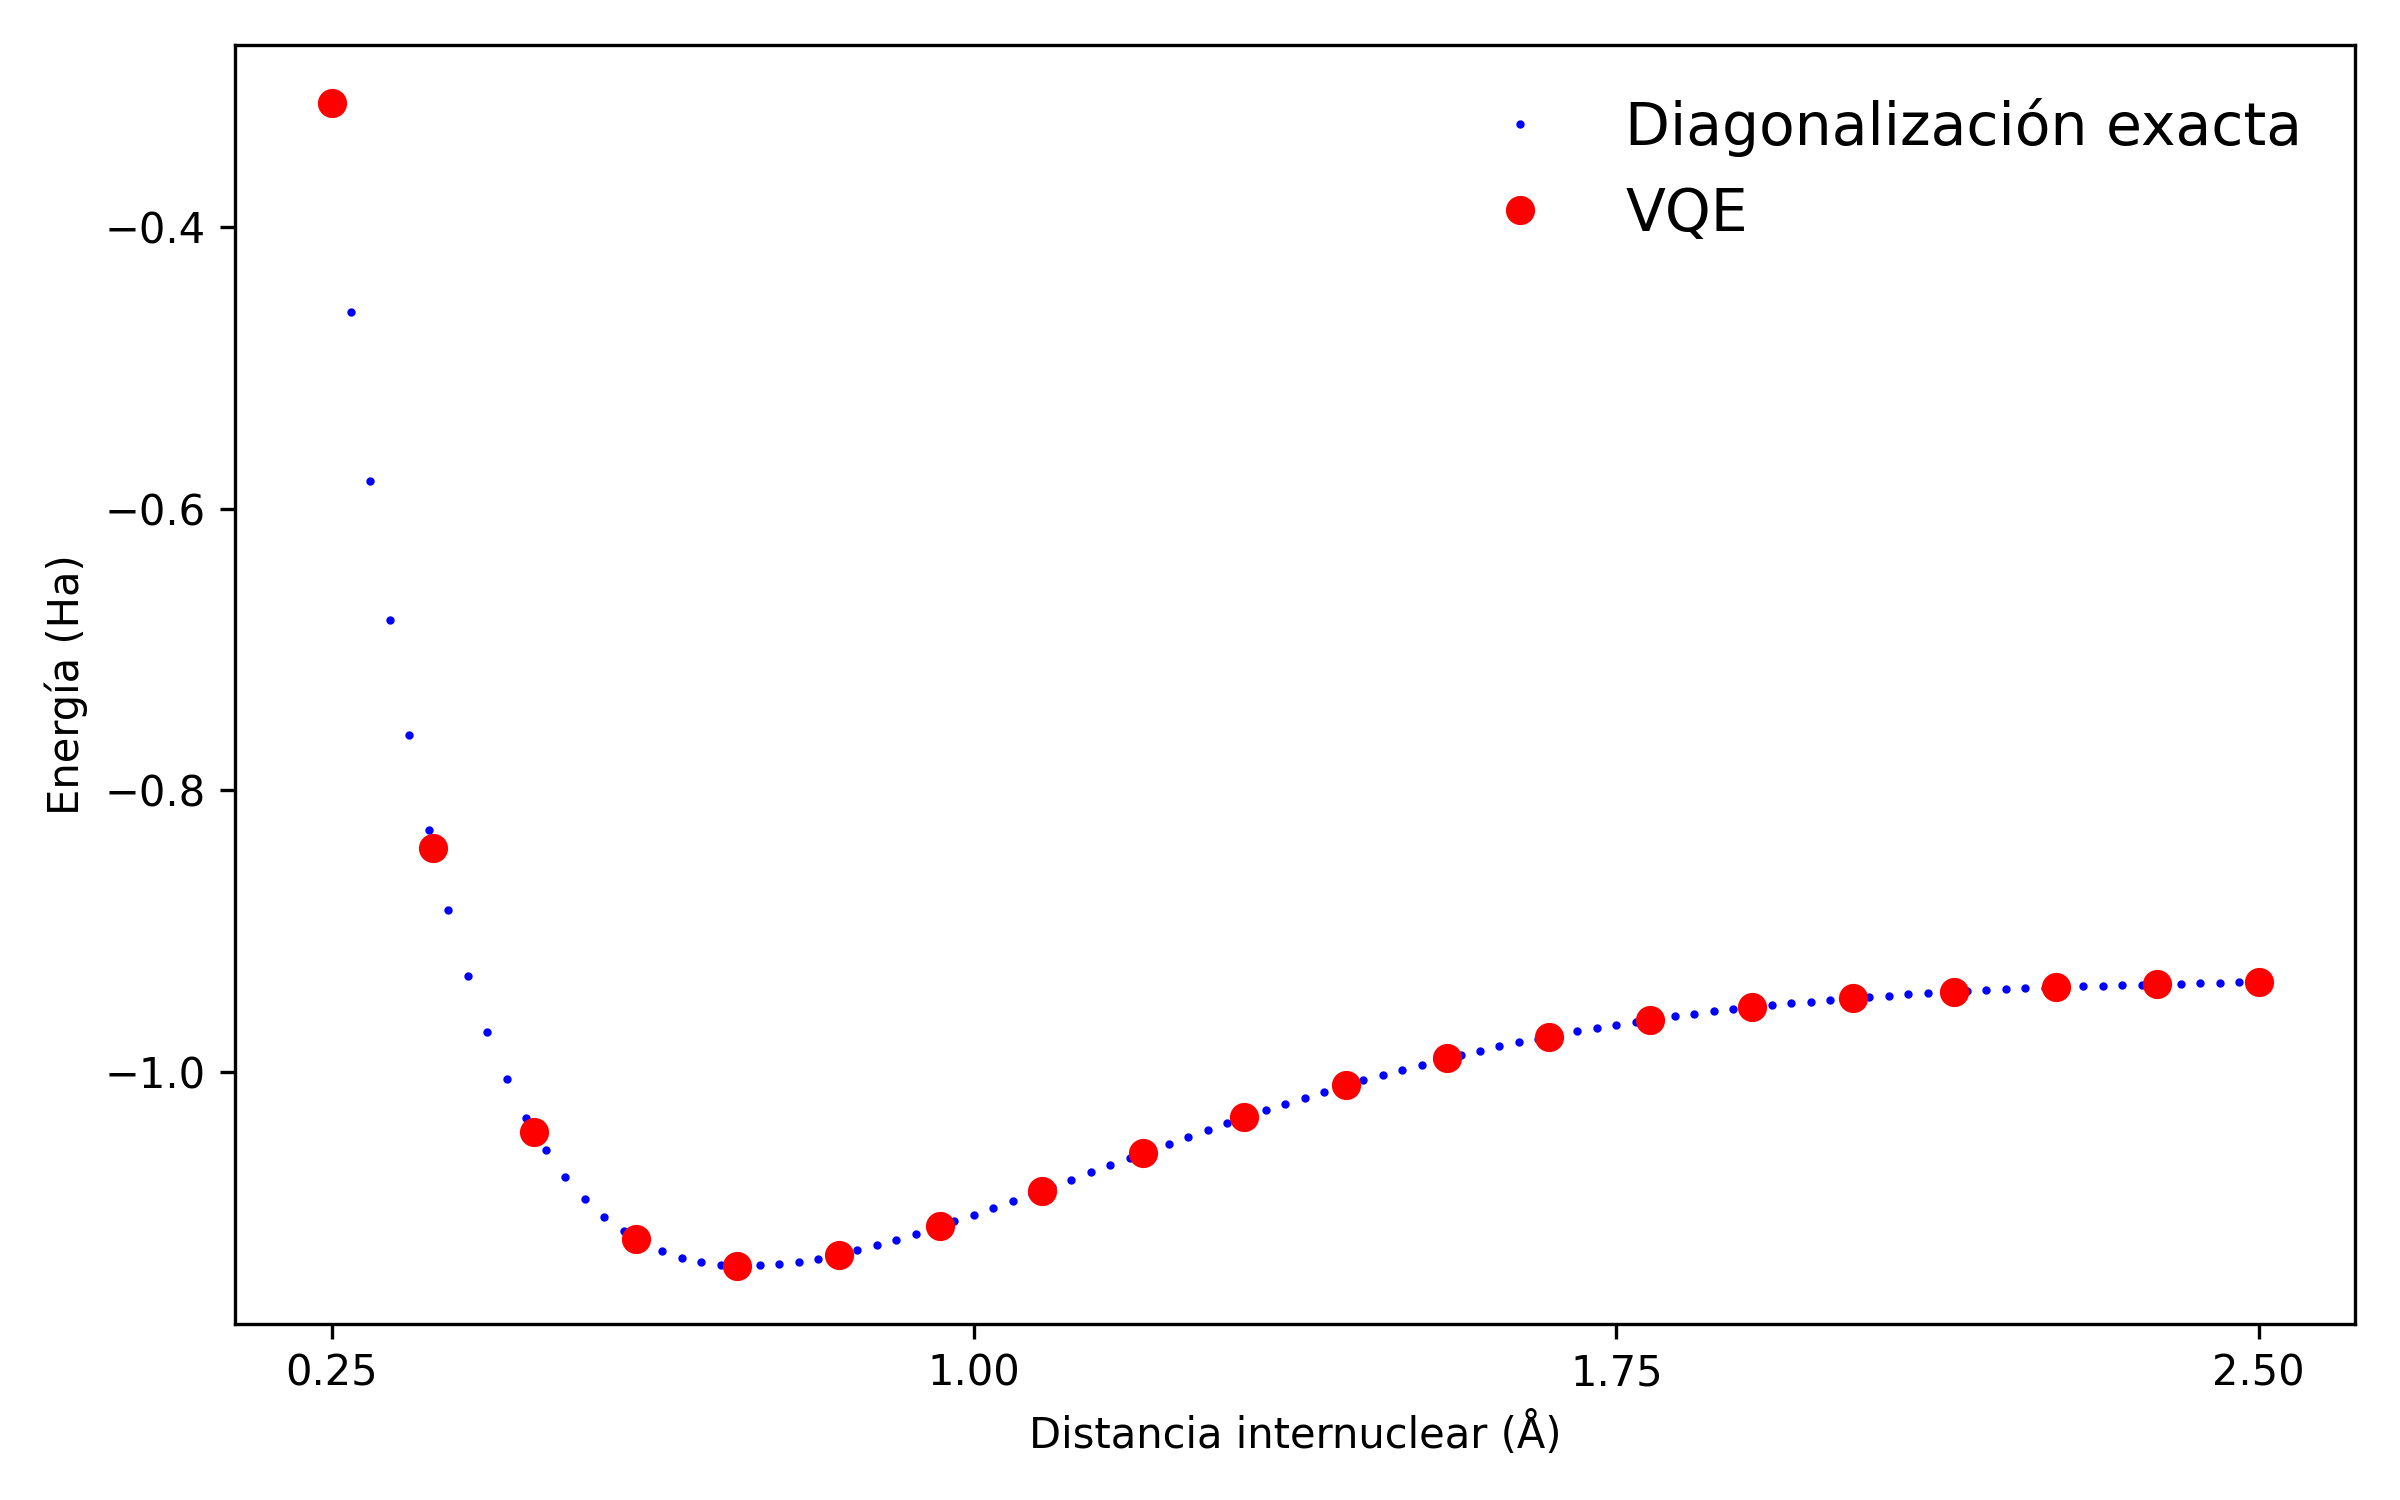 Diagonalización exacta
VQE
−0.4
−0.6
−0.8
−1.0
Energía (Ha)
0.25 1.00 1.75 2.50
Distancia internuclear (Å)